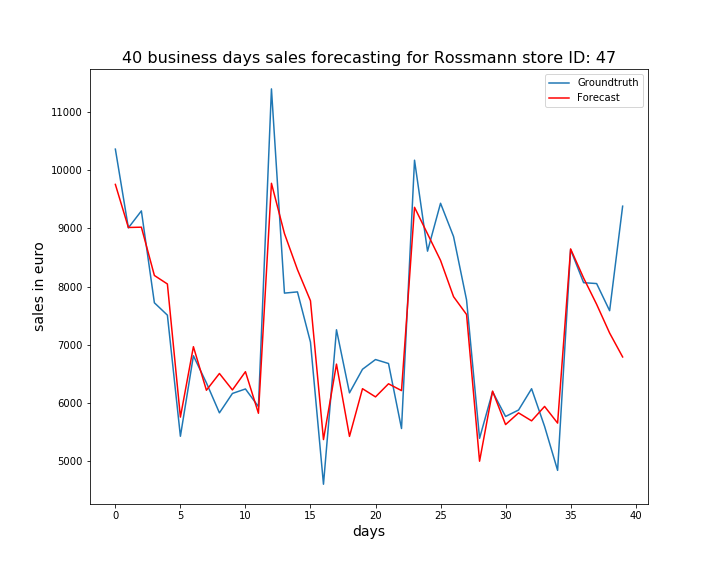 40 business days sales forecasting for Rossmann store ID: 47
Groundtruth
Forecast
11000
10000
9000
8000
7000
6000
5000
sales in euro
0 5 10 15 20 25 30 35 40
days